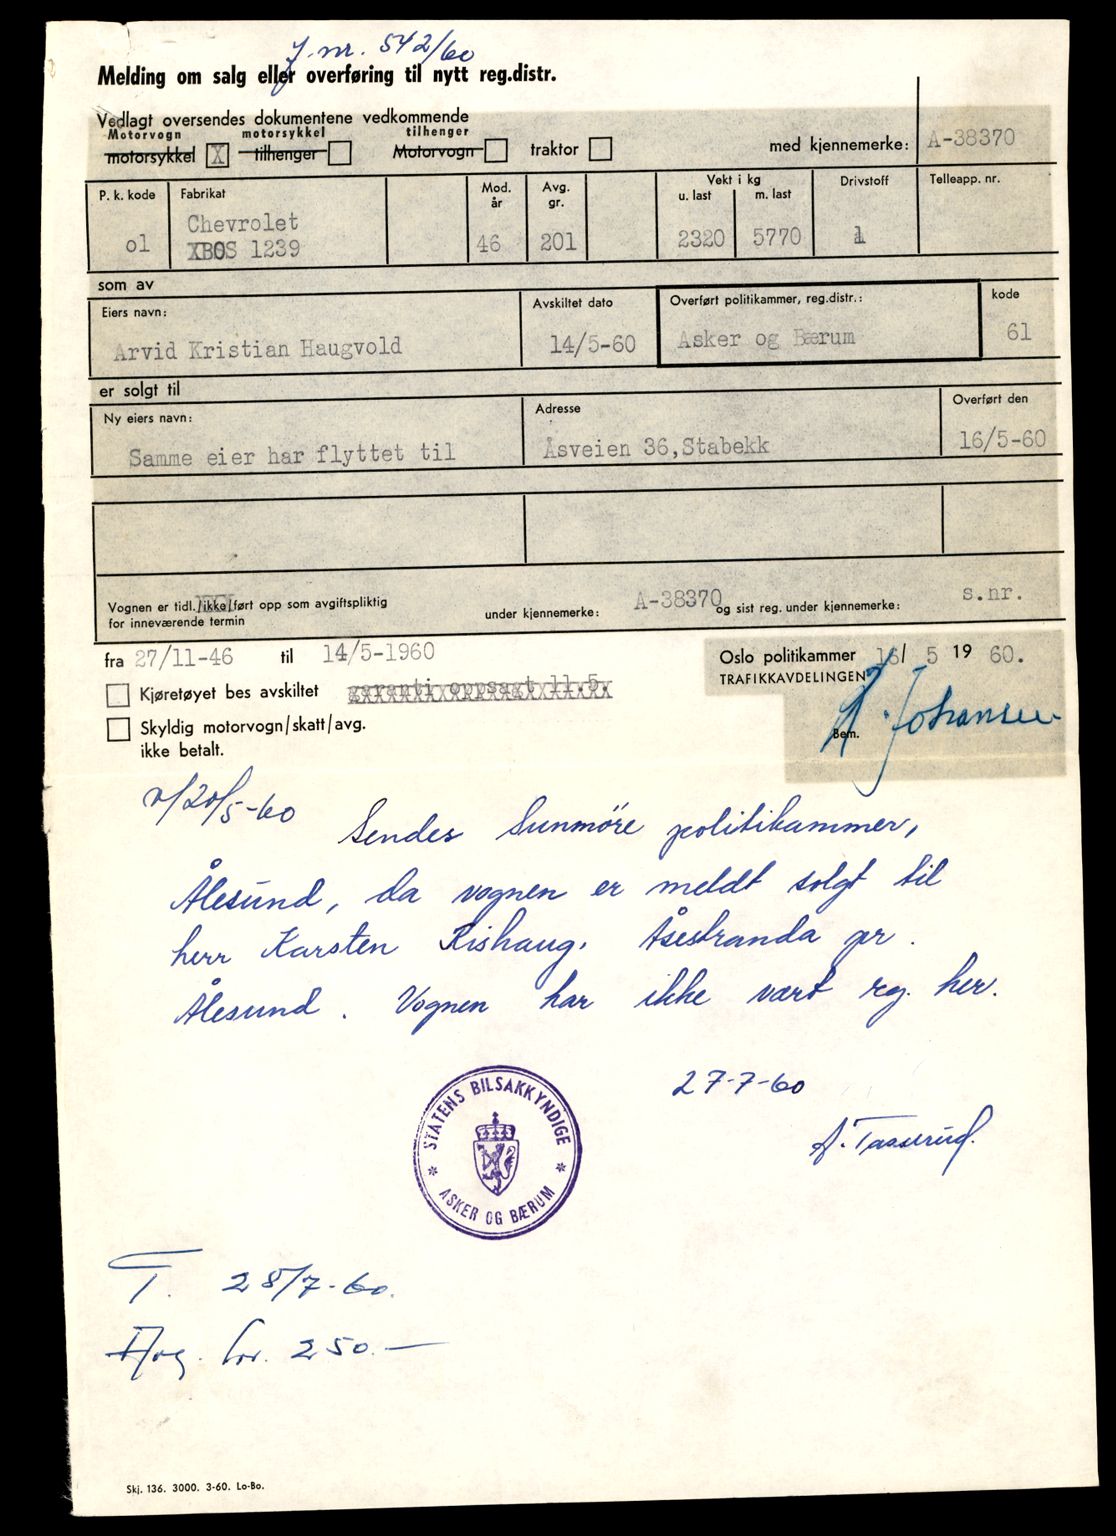 J. nr. 542/60
Melding om salg eller overføring til nytt reg.distr.
Vedlagt oversendes dokumentene vedkommende
Motorvogn motorsykkel tilhenger
motorsykkel X tilhenger Motorvogn traktor med kjennemerke: A-38370
P. k. kode Fabrikat Mod. år Avg. gr. Vekt i kg u. last m. last Drivstoff Telleapp. nr.
Chevrolet
o1 XBOS 1239 46 201 2320 5770 1
som av
Eiers navn: Avskiltet dato Overført politikammer, reg.distr.: kode
Arvid Kristian Haugvold 14/5-60 Asker og Bærum 61
er solgt til
Ny eiers navn: Adresse Overført den
Samme eier har flyttet til Åsveien 36,Stabekk 16/5-60
Vognen er tidl./ikke/ført opp som avgiftspliktig
for inneværende termin under kjennemerke: A-38370 og sist reg. under kjennemerke: s.nr.
fra 27/11-46 til 14/5-1960
Oslo politikammer 16/ 5 19 60.
TRAFIKKAVDELINGEN
Kjøretøyet bes avskiltet garanti oppsagt 11.5.
Skyldig motorvogn/skatt/avg.
ikke betalt.
Bem.
Johansen
20/5-60 Sendes Sunmöre politikammer,
Ålesund, da vognen er meldt solgt til
herr Karsten Rishaug. Åsestranda pr.
Ålesund. Vognen har ikke vært reg. her.
27-7-60
A. Tasserud.
STATENS BILSAKKYNDIGE
* ASKER OG BÆRUM *
T. 28/7-60.
Avg. kr. 250.-
Skj. 136. 3000. 3-60. Lo-Bo.